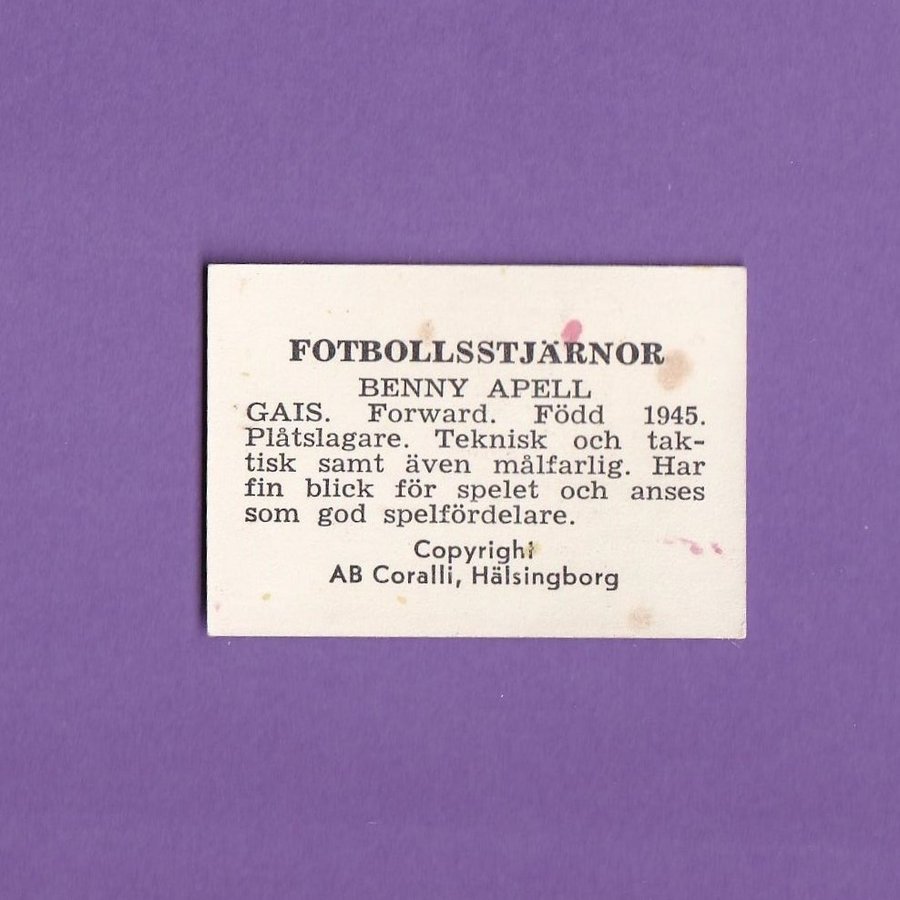 FOTBOLLSSTJÄRNOR
BENNY APELL
GAIS. Forward. Född 1945.
Plåtslagare. Teknisk och tak-
tisk samt även målfarlig. Har
fin blick för spelet och anses
som god spelfördelare.
Copyright
AB Coralli, Hälsingborg